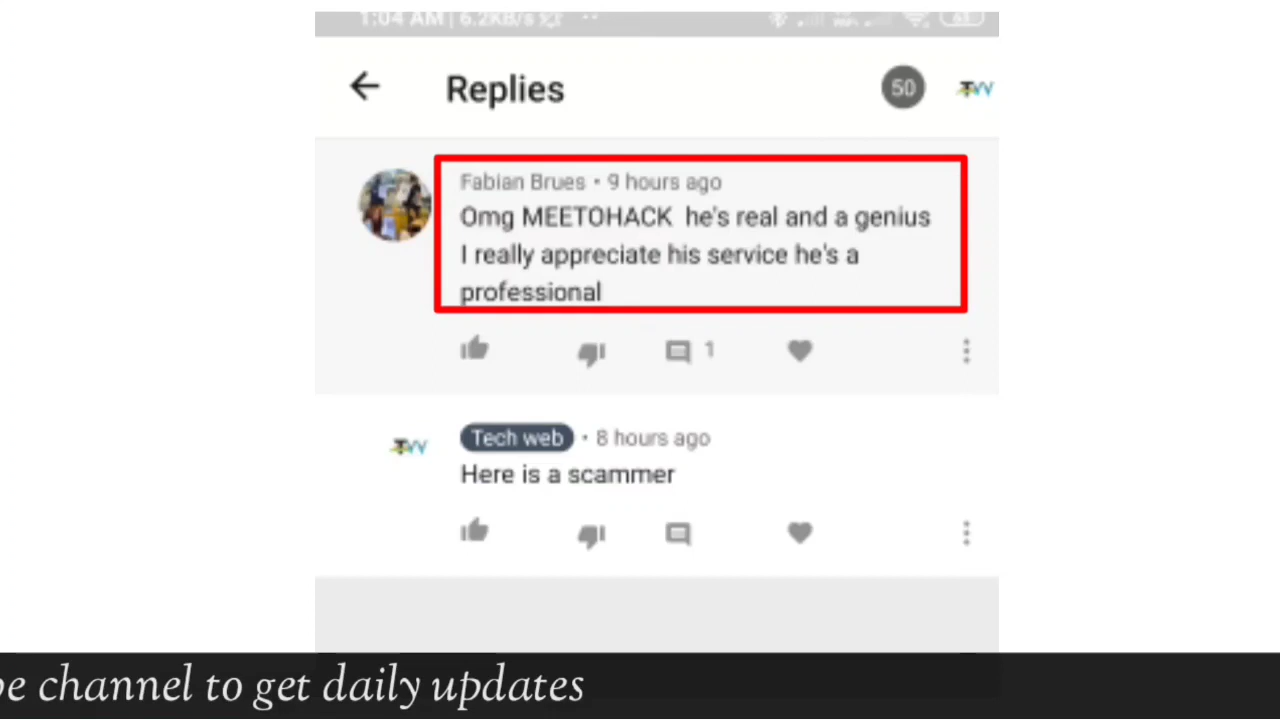 1:04 AM | 6.2KB/s
Replies
50
Fabian Brues • 9 hours ago
Omg MEETOHACK he's real and a genius
I really appreciate his service he's a
professional
1
Tech web • 8 hours ago
Here is a scammer
channel to get daily updates